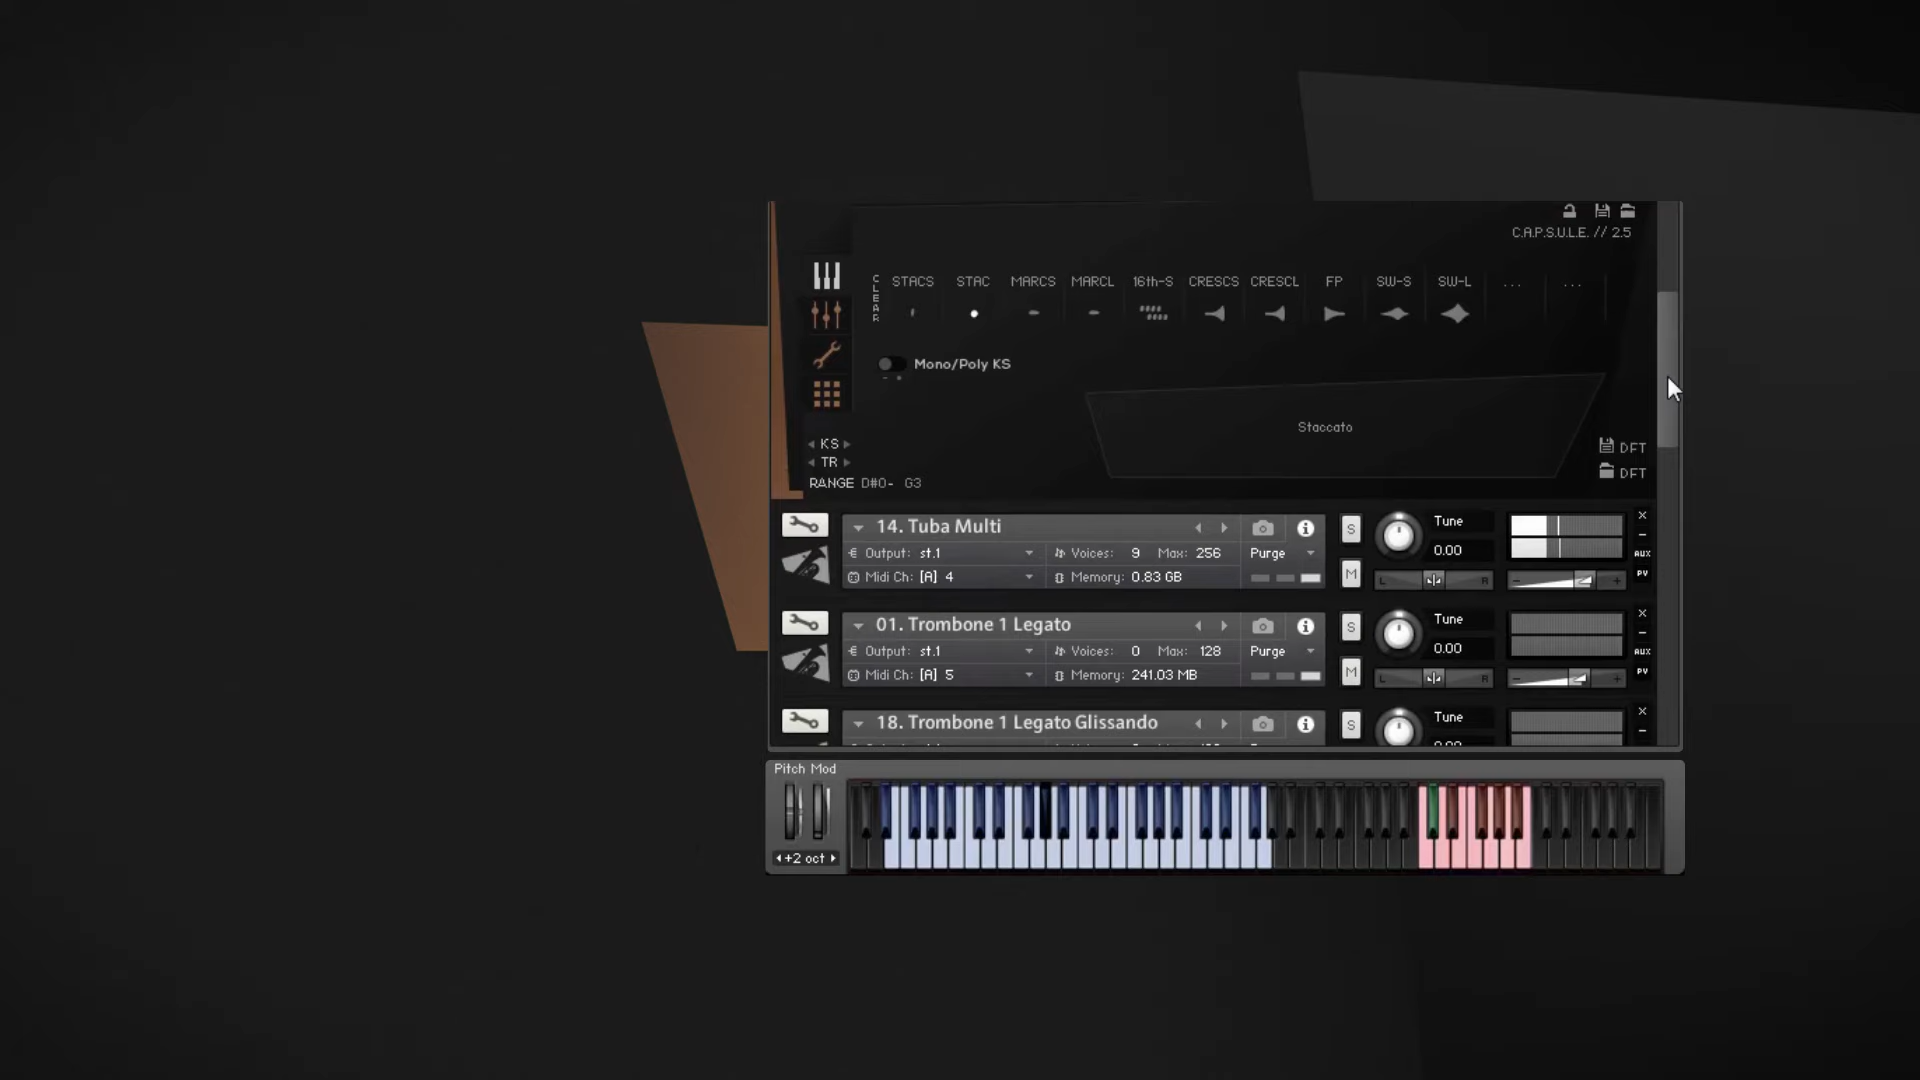 C.A.P.S.U.L.E. // 2.5
CLEAR STACS STAC MARCS MARCL 16th-S CRESCS CRESCL FP SW-S SW-L ... ...
Mono/Poly KS
Staccato
KS
TR
RANGE D#0- G3
DFT
DFT
14. Tuba Multi
Output: st.1 Voices: 9 Max: 256 Purge
Midi Ch: [A] 4 Memory: 0.83 GB
S
M
Tune
0.00
L R
- +
×
-
AUX
PV
01. Trombone 1 Legato
Output: st.1 Voices: 0 Max: 128 Purge
Midi Ch: [A] 5 Memory: 241.03 MB
S
M
Tune
0.00
L R
- +
×
-
AUX
PV
18. Trombone 1 Legato Glissando
S
Tune
×
-
Pitch Mod
+2 oct